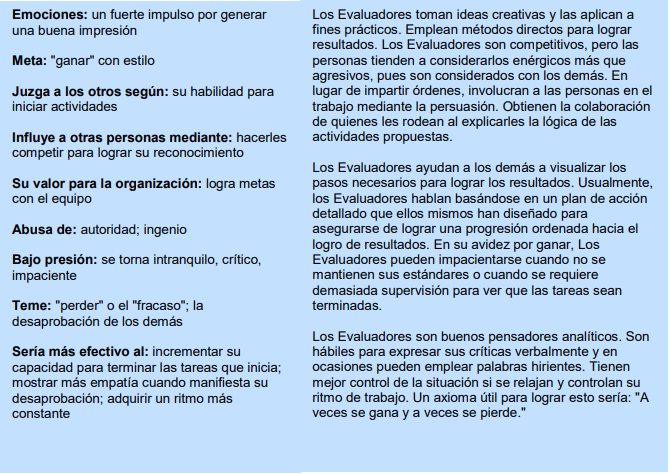 Emociones: un fuerte impulso por generar
una buena impresión
Meta: "ganar" con estilo
Juzga a los otros según: su habilidad para
iniciar actividades
Influye a otras personas mediante: hacerles
competir para lograr su reconocimiento
Su valor para la organización: logra metas
con el equipo
Abusa de: autoridad; ingenio
Bajo presión: se torna intranquilo, crítico,
impaciente
Teme: "perder" o el "fracaso"; la
desaprobación de los demás
Sería más efectivo al: incrementar su
capacidad para terminar las tareas que inicia;
mostrar más empatía cuando manifiesta su
desaprobación; adquirir un ritmo más
constante
Los Evaluadores toman ideas creativas y las aplican a
fines prácticos. Emplean métodos directos para lograr
resultados. Los Evaluadores son competitivos, pero las
personas tienden a considerarlos enérgicos más que
agresivos, pues son considerados con los demás. En
lugar de impartir órdenes, involucran a las personas en el
trabajo mediante la persuasión. Obtienen la colaboración
de quienes les rodean al explicarles la lógica de las
actividades propuestas.
Los Evaluadores ayudan a los demás a visualizar los
pasos necesarios para lograr los resultados. Usualmente,
los Evaluadores hablan basándose en un plan de acción
detallado que ellos mismos han diseñado para
asegurarse de lograr una progresión ordenada hacia el
logro de resultados. En su avidez por ganar, Los
Evaluadores pueden impacientarse cuando no se
mantienen sus estándares o cuando se requiere
demasiada supervisión para ver que las tareas sean
terminadas.
Los Evaluadores son buenos pensadores analíticos. Son
hábiles para expresar sus críticas verbalmente y en
ocasiones pueden emplear palabras hirientes. Tienen
mejor control de la situación si se relajan y controlan su
ritmo de trabajo. Un axioma útil para lograr esto sería: "A
veces se gana y a veces se pierde."